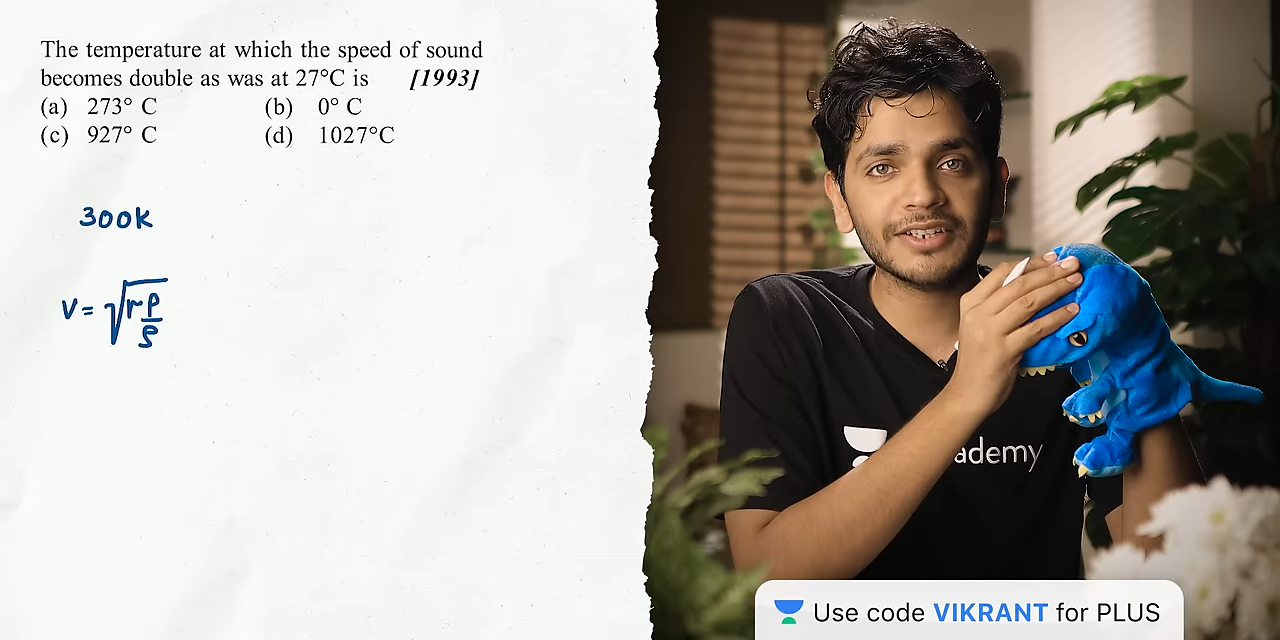 The temperature at which the speed of sound
becomes double as was at 27°C is [1993]
(a) 273° C (b) 0° C
(c) 927° C (d) 1027°C
300K
V = √r P/ρ
ademy
Use code VIKRANT for PLUS